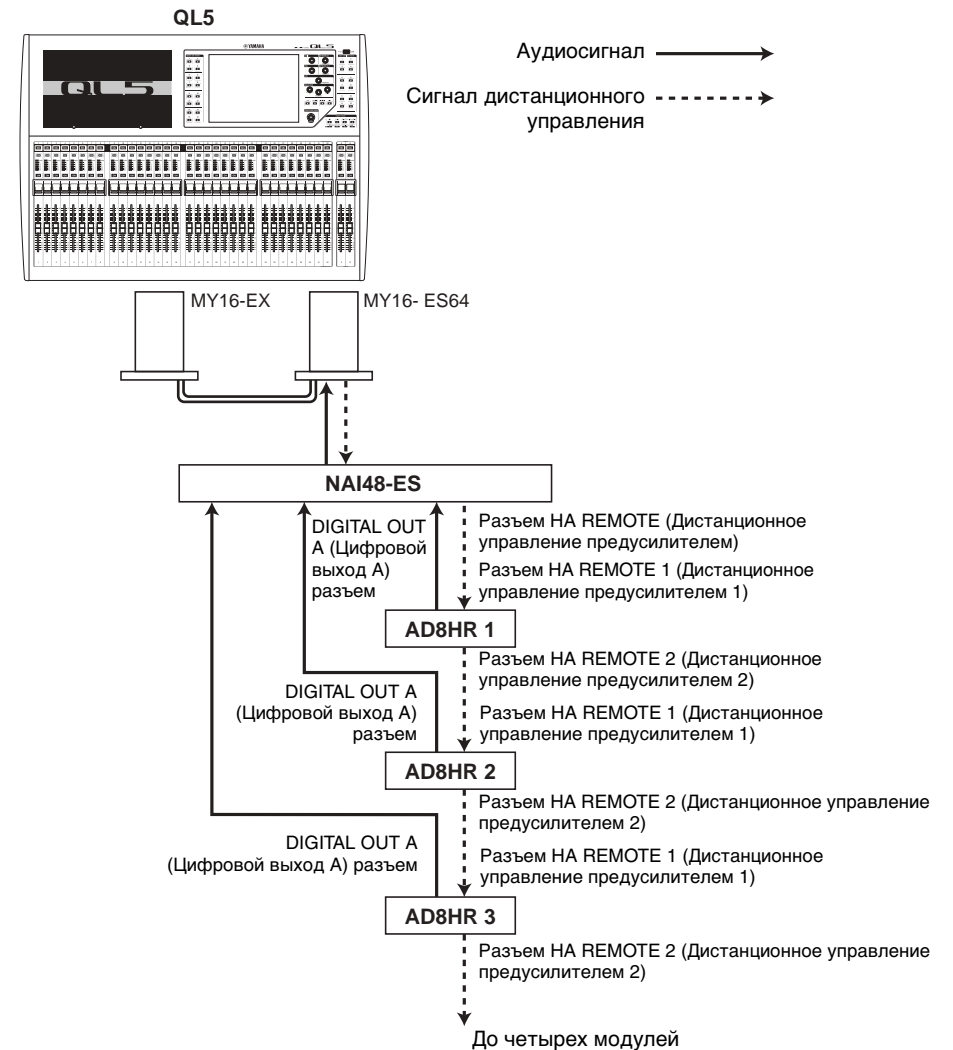 QL5
YAMAHA
QL5
QL5
Аудиосигнал
Сигнал дистанционного
управления
MY16-EX
MY16- ES64
NAI48-ES
DIGITAL OUT
A (Цифровой
выход A)
разъем
Разъем HA REMOTE (Дистанционное
управление предусилителем)
Разъем HA REMOTE 1 (Дистанционное
управление предусилителем 1)
AD8HR 1
Разъем HA REMOTE 2 (Дистанционное
управление предусилителем 2)
DIGITAL OUT A
(Цифровой выход A)
разъем
Разъем HA REMOTE 1 (Дистанционное
управление предусилителем 1)
AD8HR 2
Разъем HA REMOTE 2 (Дистанционное управление
предусилителем 2)
DIGITAL OUT A
(Цифровой выход A) разъем
Разъем HA REMOTE 1 (Дистанционное
управление предусилителем 1)
AD8HR 3
Разъем HA REMOTE 2 (Дистанционное управление
предусилителем 2)
До четырех модулей